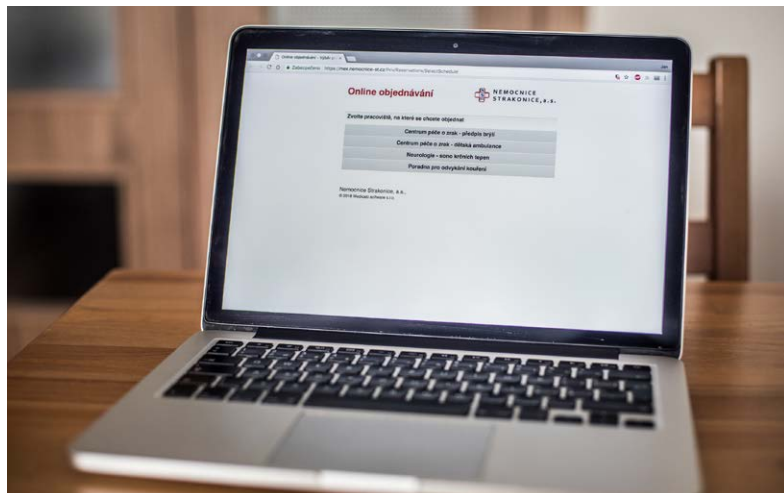 Online objednávání
NEMOCNICE
STRAKONICE, a.s.
Zvolte pracoviště, na které se chcete objednat
Centrum péče o zrak - předpis brýlí
Centrum péče o zrak - dětská ambulance
Neurologie - sono krčních tepen
Poradna pro odvykání kouření
Nemocnice Strakonice, a.s.,